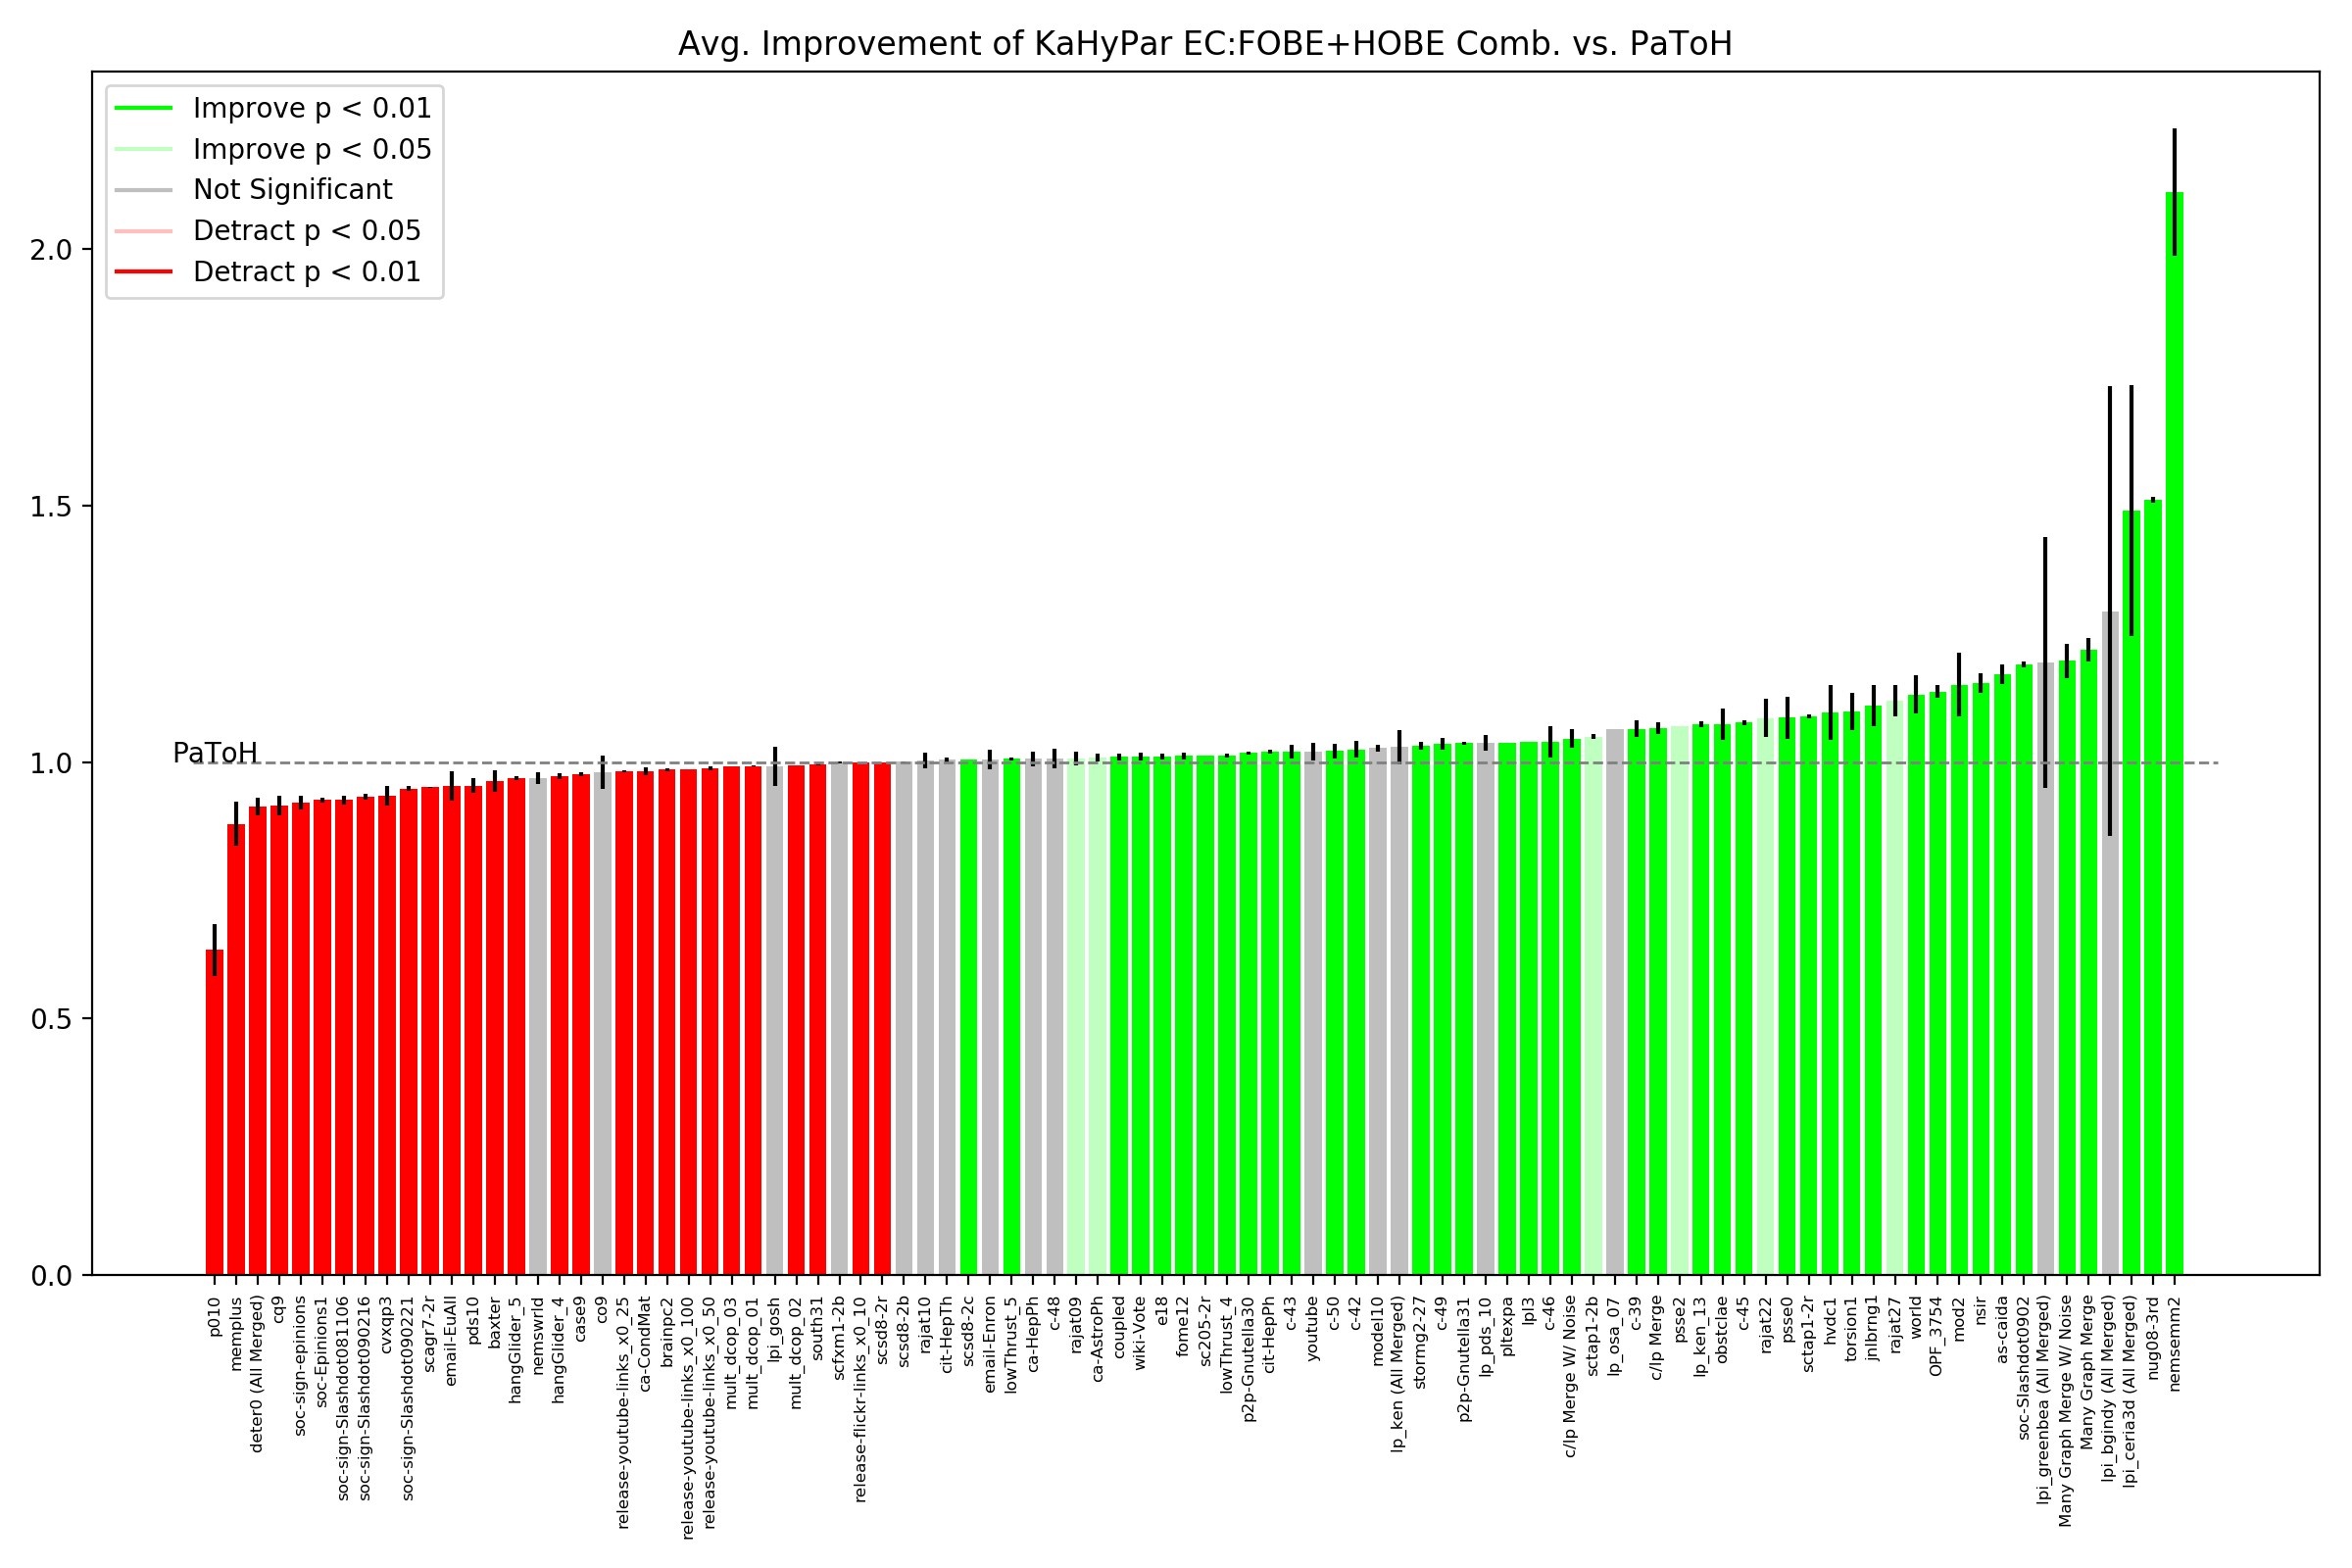 Avg. Improvement of KaHyPar EC:FOBE+HOBE Comb. vs. PaToH
Improve p < 0.01
Improve p < 0.05
Not Significant
Detract p < 0.05
Detract p < 0.01
2.0
1.5
1.0
0.5
0.0
PaToH
p010
memplus
deter0 (All Merged)
cq9
soc-sign-epinions
soc-Epinions1
soc-sign-Slashdot081106
soc-sign-Slashdot090216
cvxqp3
soc-sign-Slashdot090221
scagr7-2r
email-EuAll
pds10
baxter
hangGlider_5
nemswrld
hangGlider_4
case9
co9
release-youtube-links_x0_25
ca-CondMat
brainpc2
release-youtube-links_x0_100
release-youtube-links_x0_50
mult_dcop_03
mult_dcop_01
lpi_gosh
mult_dcop_02
south31
scfxm1-2b
release-flickr-links_x0_10
scsd8-2r
scsd8-2b
rajat10
cit-HepTh
scsd8-2c
email-Enron
lowThrust_5
ca-HepPh
c-48
rajat09
ca-AstroPh
coupled
wiki-Vote
e18
fome12
sc205-2r
lowThrust_4
p2p-Gnutella30
cit-HepPh
c-43
youtube
c-50
c-42
model10
lp_ken (All Merged)
stormg2-27
c-49
p2p-Gnutella31
lp_pds_10
pltexpa
lpl3
c-46
c/lp Merge W/ Noise
sctap1-2b
lp_osa_07
c-39
c/lp Merge
psse2
lp_ken_13
obstclae
c-45
rajat22
psse0
sctap1-2r
hvdc1
torsion1
jnlbrng1
rajat27
world
OPF_3754
mod2
nsir
as-caida
soc-Slashdot0902
lpi_greenbea (All Merged)
Many Graph Merge W/ Noise
Many Graph Merge
lpi_bgindy (All Merged)
lpi_ceria3d (All Merged)
nug08-3rd
nemsemm2